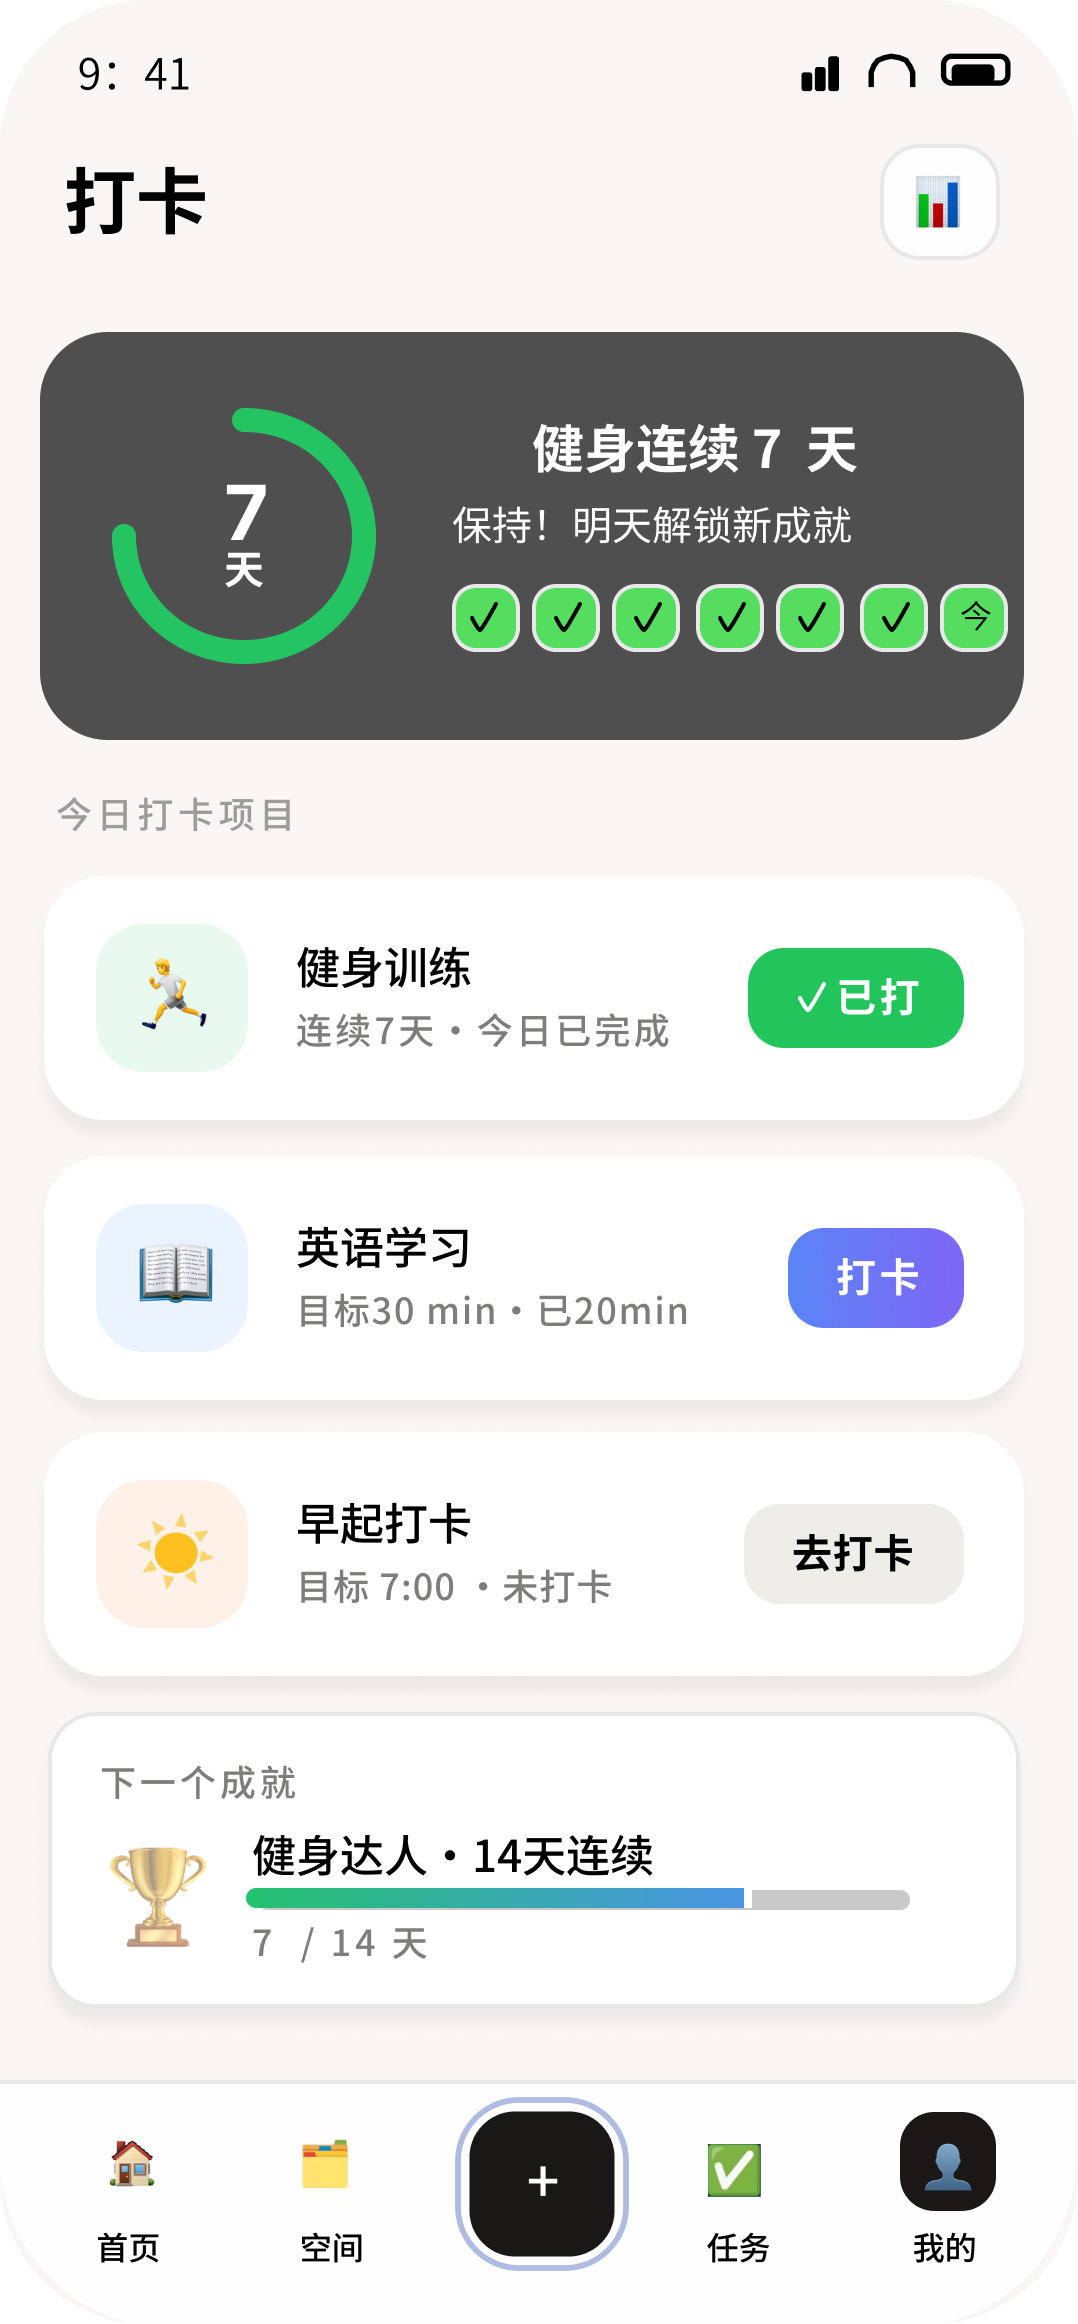 9：41
打卡
健身连续 7 天
7
天
保持！明天解锁新成就
✓ ✓ ✓ ✓ ✓ ✓ 今
今日打卡项目
健身训练
连续7天·今日已完成
✓已打
英语学习
目标30 min·已20min
打卡
早起打卡
目标 7:00 ·未打卡
去打卡
下一个成就
健身达人·14天连续
7 / 14 天
+
首页 空间 任务 我的